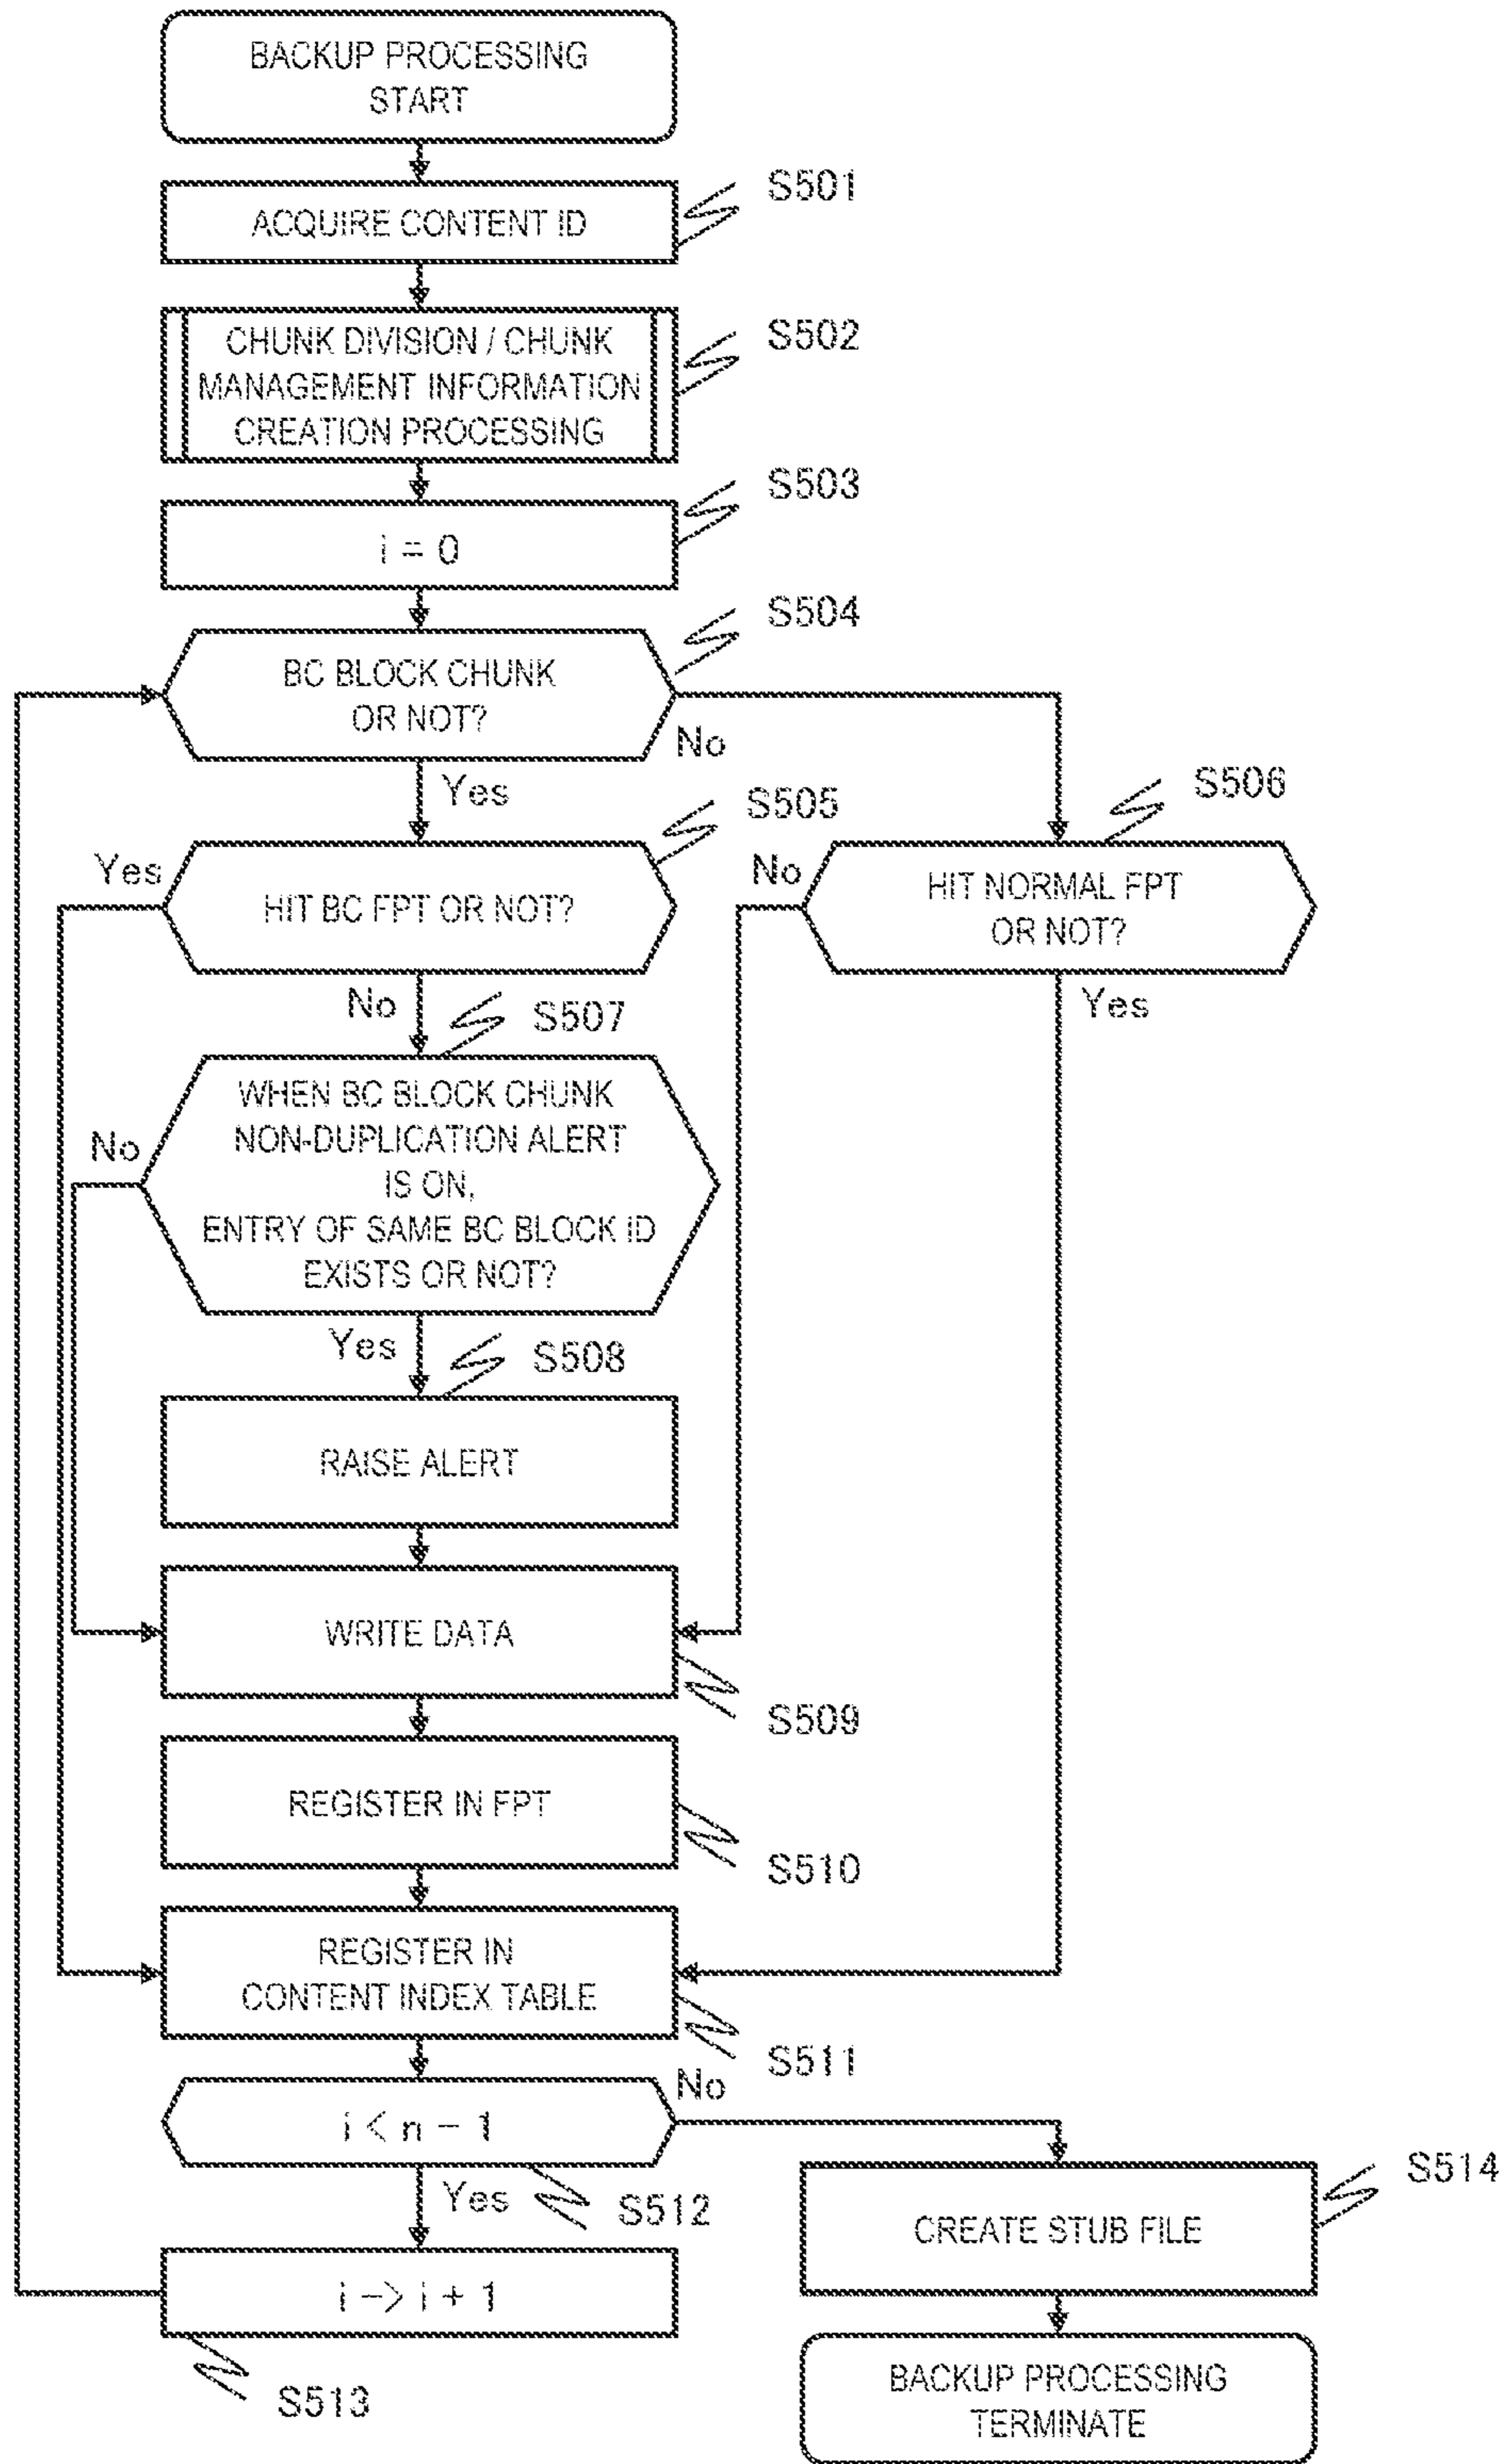 BACKUP PROCESSING
START
S501
ACQUIRE CONTENT ID
S502
CHUNK DIVISION / CHUNK
MANAGEMENT INFORMATION
CREATION PROCESSING
S503
i = 0
S504
BC BLOCK CHUNK
OR NOT?
No
Yes
S505
S506
Yes
HIT BC FPT OR NOT?
No
HIT NORMAL FPT
OR NOT?
No
S507
Yes
WHEN BC BLOCK CHUNK
NON-DUPLICATION ALERT
IS ON,
ENTRY OF SAME BC BLOCK ID
EXISTS OR NOT?
No
Yes
S508
RAISE ALERT
WRITE DATA
S509
REGISTER IN FPT
S510
REGISTER IN
CONTENT INDEX TABLE
S511
No
i < n - 1
Yes
S512
S514
CREATE STUB FILE
i -> i + 1
S513
BACKUP PROCESSING
TERMINATE